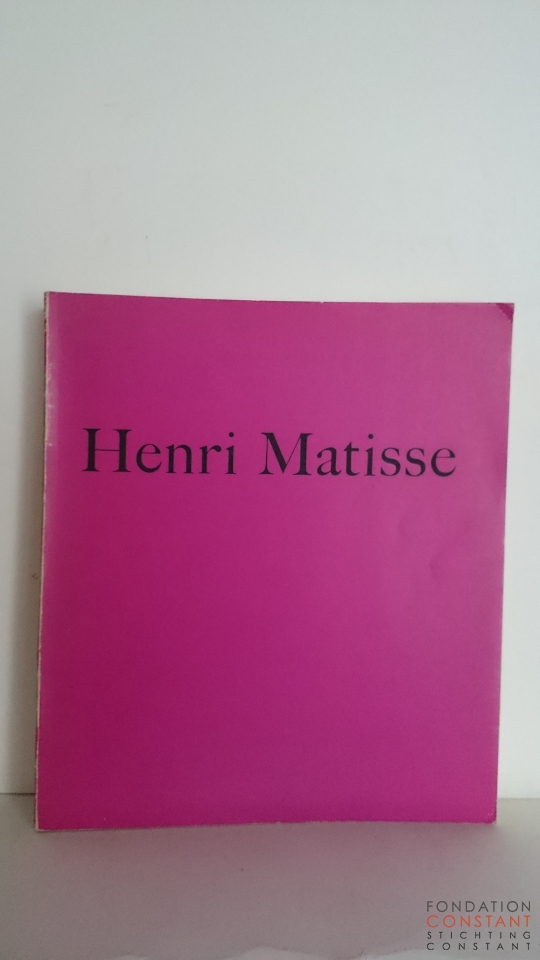 Henri Matisse
FONDATION
CONSTANT
STICHTING
CONSTANT